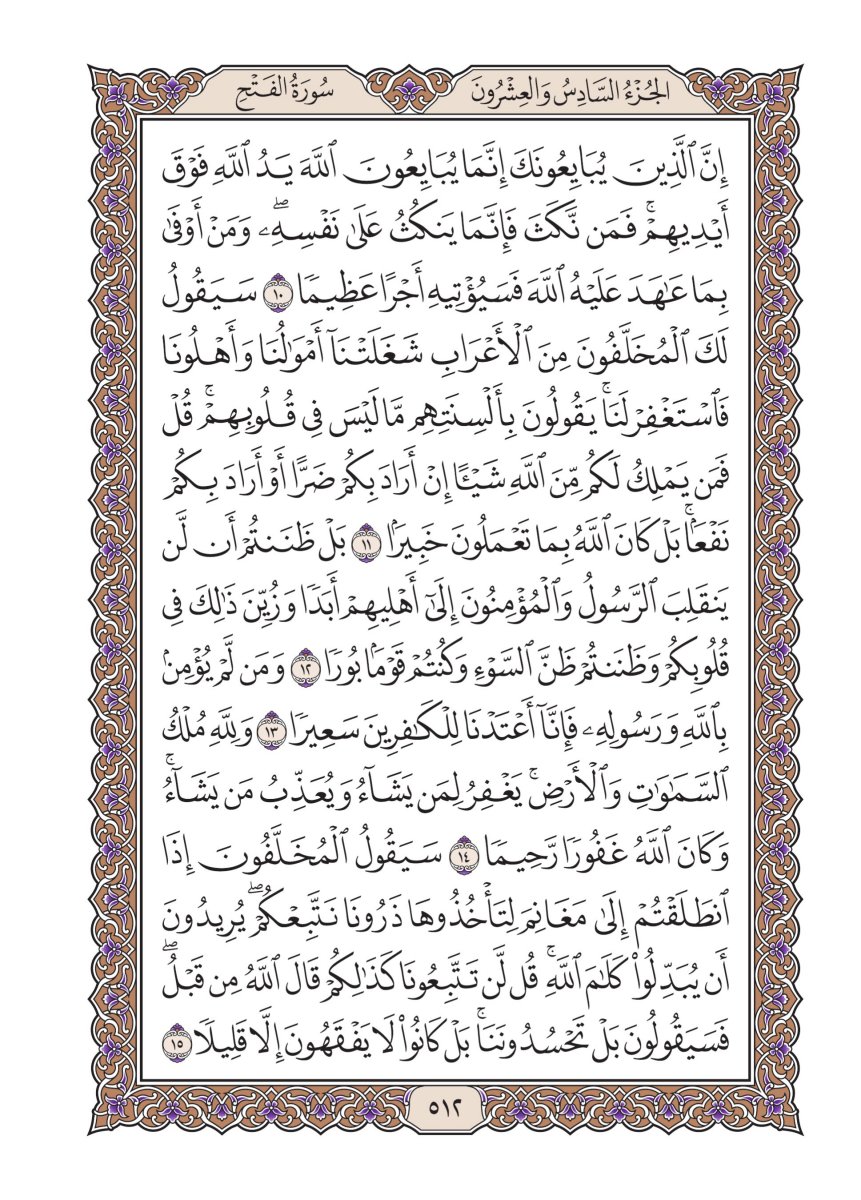 الجُزْءُ السَّادِسُ وَالعِشْرُونَ
سُورَةُ الفَتْحِ
إِنَّ ٱلَّذِينَ يُبَايِعُونَكَ إِنَّمَا يُبَايِعُونَ ٱللَّهَ يَدُ ٱللَّهِ فَوْقَ
أَيْدِيهِمْۚ فَمَن نَّكَثَ فَإِنَّمَا يَنكُثُ عَلَىٰ نَفْسِهِۦۖ وَمَنْ أَوْفَىٰ
بِمَا عَٰهَدَ عَلَيْهُ ٱللَّهَ فَسَيُؤْتِيهِ أَجْرًا عَظِيمًا ١٠ سَيَقُولُ
لَكَ ٱلْمُخَلَّفُونَ مِنَ ٱلْأَعْرَابِ شَغَلَتْنَآ أَمْوَٰلُنَا وَأَهْلُونَا
فَٱسْتَغْفِرْ لَنَاۚ يَقُولُونَ بِأَلْسِنَتِهِم مَّا لَيْسَ فِى قُلُوبِهِمْۚ قُلْ
فَمَن يَمْلِكُ لَكُم مِّنَ ٱللَّهِ شَيْـًٔا إِنْ أَرَادَ بِكُمْ ضَرًّا أَوْ أَرَادَ بِكُمْ
نَفْعًۢاۚ بَلْ كَانَ ٱللَّهُ بِمَا تَعْمَلُونَ خَبِيرًۢا ١١ بَلْ ظَنَنتُمْ أَن لَّن
يَنقَلِبَ ٱلرَّسُولُ وَٱلْمُؤْمِنُونَ إِلَىٰٓ أَهْلِيهِمْ أَبَدًا وَزُيِّنَ ذَٰلِكَ فِى
قُلُوبِكُمْ وَظَنَنتُمْ ظَنَّ ٱلسَّوْءِ وَكُنتُمْ قَوْمًۢا بُورًا ١٢ وَمَن لَّمْ يُؤْمِنۢ
بِٱللَّهِ وَرَسُولِهِۦ فَإِنَّآ أَعْتَدْنَا لِلْكَٰفِرِينَ سَعِيرًا ١٣ وَلِلَّهِ مُلْكُ
ٱلسَّمَٰوَٰتِ وَٱلْأَرْضِۚ يَغْفِرُ لِمَن يَشَآءُ وَيُعَذِّبُ مَن يَشَآءُۚ
وَكَانَ ٱللَّهُ غَفُورًا رَّحِيمًا ١٤ سَيَقُولُ ٱلْمُخَلَّفُونَ إِذَا
ٱنطَلَقْتُمْ إِلَىٰ مَغَانِمَ لِتَأْخُذُوهَا ذَرُونَا نَتَّبِعْكُمْۖ يُرِيدُونَ
أَن يُبَدِّلُوا۟ كَلَٰمَ ٱللَّهِۚ قُل لَّن تَتَّبِعُونَا كَذَٰلِكُمْ قَالَ ٱللَّهُ مِن قَبْلُۖ
فَسَيَقُولُونَ بَلْ تَحْسُدُونَنَاۚ بَلْ كَانُوا۟ لَا يَفْقَهُونَ إِلَّا قَلِيلًا ١٥
٥١٢